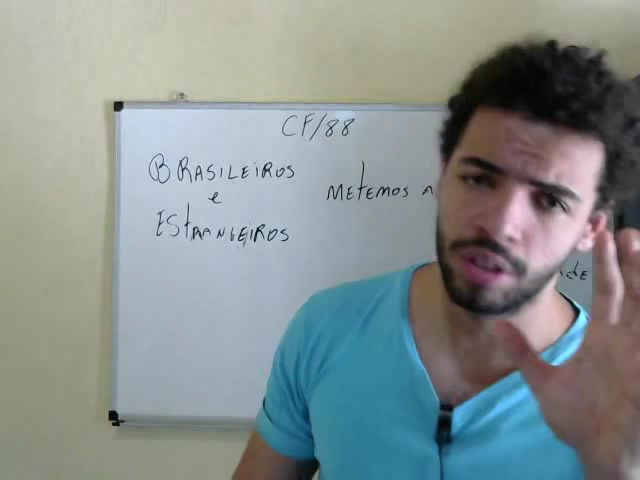 CF/88
BRASILEIROS
e
ESTRANGEIROS
METEMOS A